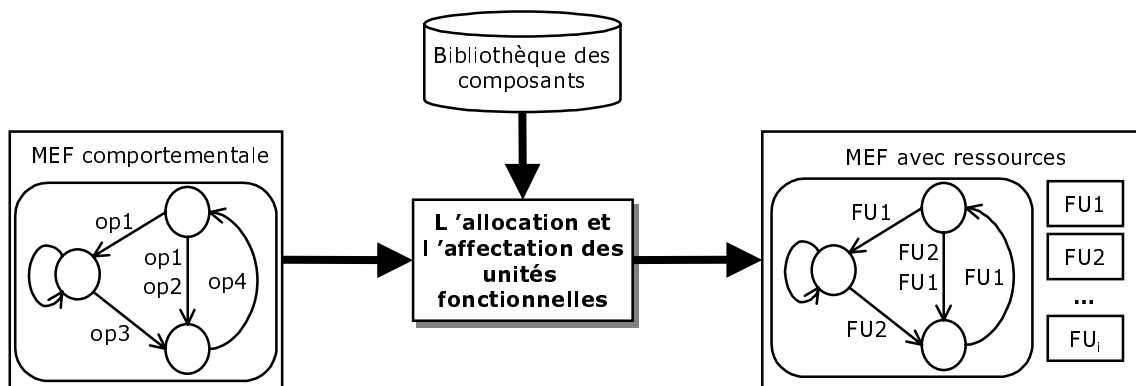 Bibliothèque des
composants
MEF comportementale
op1
op1
op2
op4
op3
L ’allocation et
l ’affectation des
unités
fonctionnelles
MEF avec ressources
FU1
FU2
FU1
FU1
FU2
FU1
FU2
...
FUi